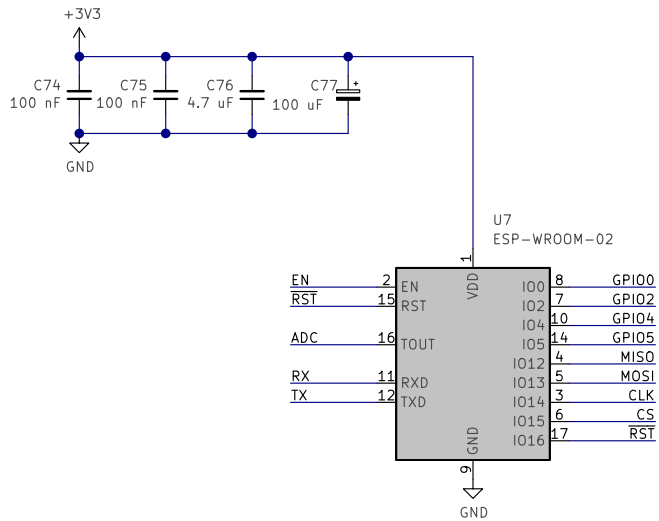 +3V3
C74
100 nF
C75
100 nF
C76
4.7 uF
C77
100 uF
+
GND
U7
ESP-WROOM-02
1
VDD
EN 2 EN
RST 15 RST
ADC 16 TOUT
RX 11 RXD
TX 12 TXD
IO0 8 GPIO0
IO2 7 GPIO2
IO4 10 GPIO4
IO5 14 GPIO5
IO12 4 MISO
IO13 5 MOSI
IO14 3 CLK
IO15 6 CS
IO16 17 RST
GND
9
GND